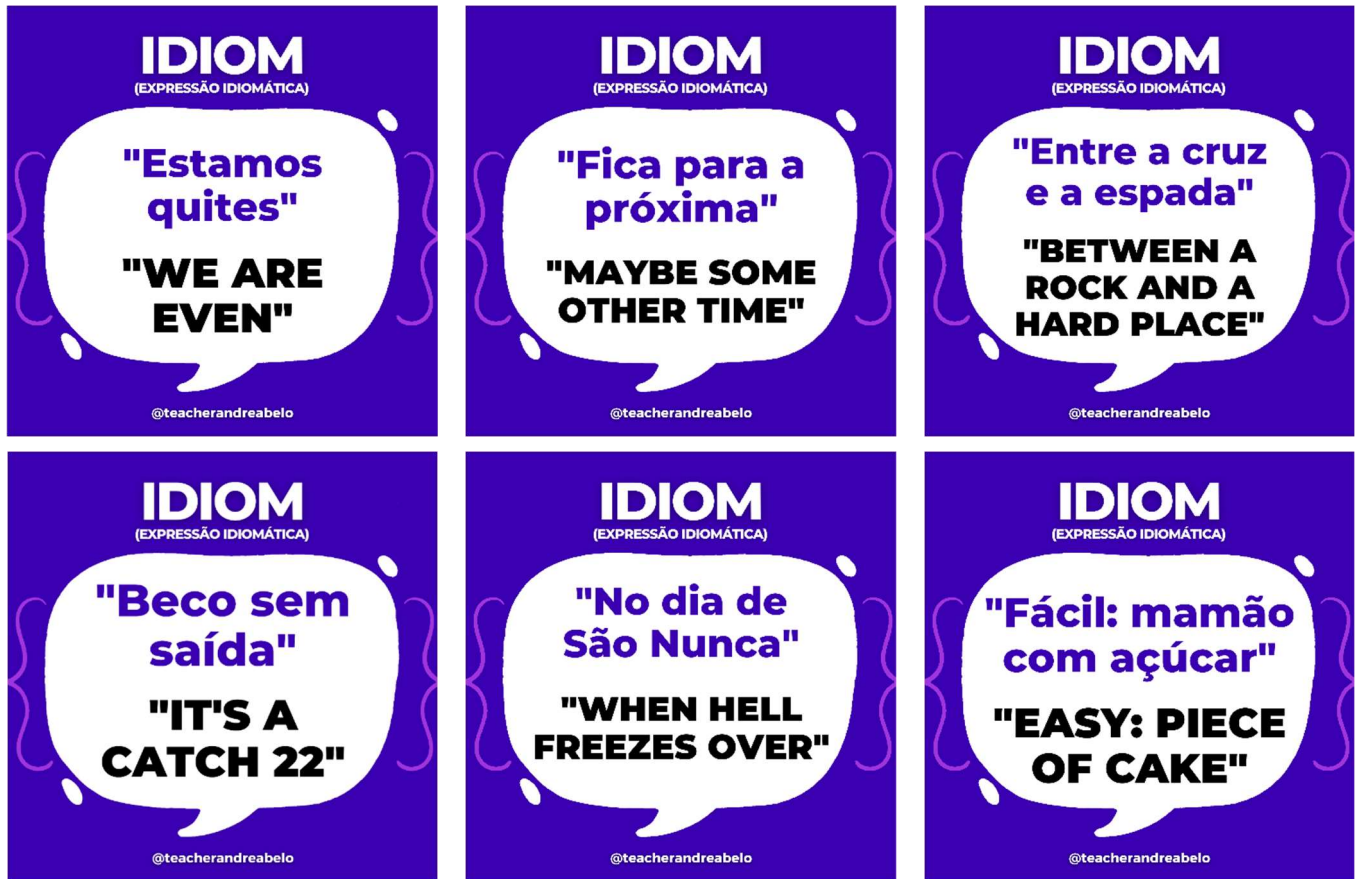 IDIOM
(EXPRESSÃO IDIOMÁTICA)
"Estamos
quites"
"WE ARE
EVEN"
@teacherandreabelo
IDIOM
(EXPRESSÃO IDIOMÁTICA)
"Fica para a
próxima"
"MAYBE SOME
OTHER TIME"
@teacherandreabelo
IDIOM
(EXPRESSÃO IDIOMÁTICA)
"Entre a cruz
e a espada"
"BETWEEN A
ROCK AND A
HARD PLACE"
@teacherandreabelo
IDIOM
(EXPRESSÃO IDIOMÁTICA)
"Beco sem
saída"
"IT'S A
CATCH 22"
@teacherandreabelo
IDIOM
(EXPRESSÃO IDIOMÁTICA)
"No dia de
São Nunca"
"WHEN HELL
FREEZES OVER"
@teacherandreabelo
IDIOM
(EXPRESSÃO IDIOMÁTICA)
"Fácil: mamão
com açúcar"
"EASY: PIECE
OF CAKE"
@teacherandreabelo